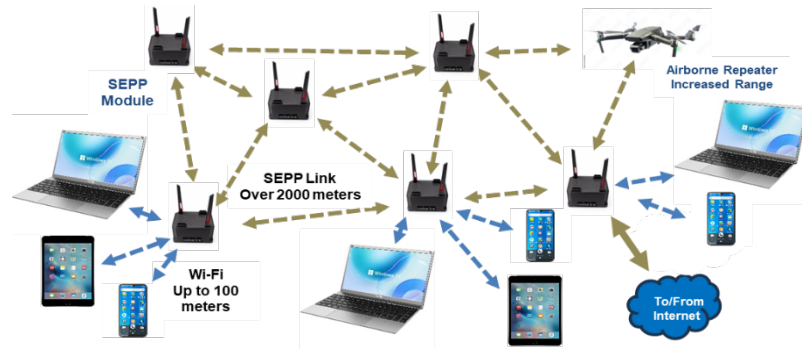 SEPP
Module
Airborne Repeater
Increased Range
SEPP Link
Over 2000 meters
Wi-Fi
Up to 100
meters
To/From
Internet